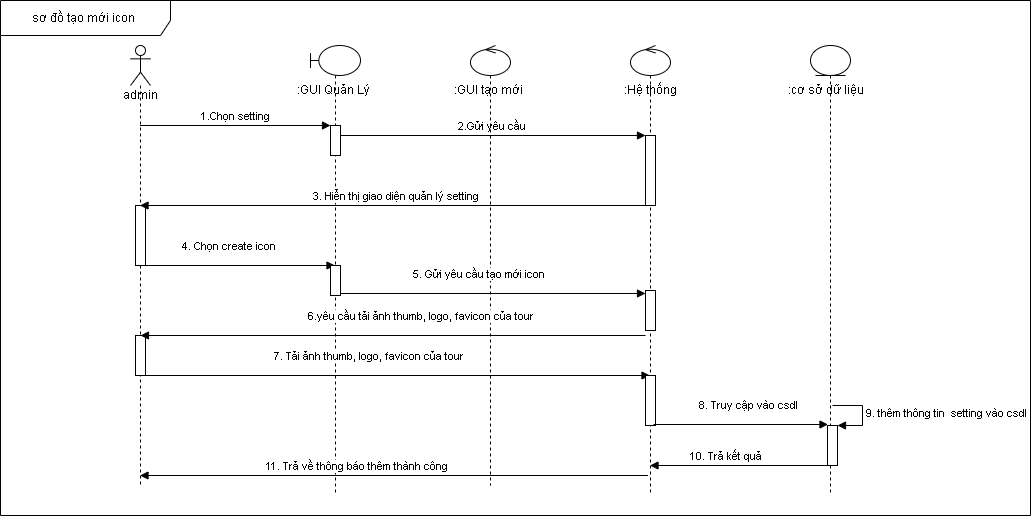 sơ đồ tạo mới icon
admin
:GUI Quản Lý
:GUI tạo mới
:Hệ thống
:cơ sở dữ liệu
1.Chọn setting
2.Gửi yêu cầu
3. Hiển thị giao diện quản lý setting
4. Chọn create icon
5. Gửi yêu cầu tạo mới icon
6.yêu cầu tải ảnh thumb, logo, favicon của tour
7. Tải ảnh thumb, logo, favicon của tour
8. Truy cập vào csdl
9. thêm thông tin setting vào csdl
10. Trả kết quả
11. Trả về thông báo thêm thành công